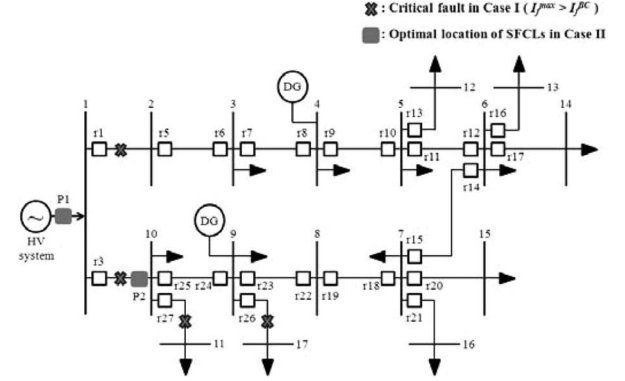 : Critical fault in Case I ( If^max > If^BC )
: Optimal location of SFCLs in Case II
DG
12
13
1
2
3
4
5
6
14
r13
r16
r1
r5
r6
r7
r8
r9
r10
r11
r12
r17
r14
P1
HV
system
DG
10
9
8
7
15
r15
r3
P2
r25
r24
r23
r22
r19
r18
r20
r27
r26
r21
11
17
16